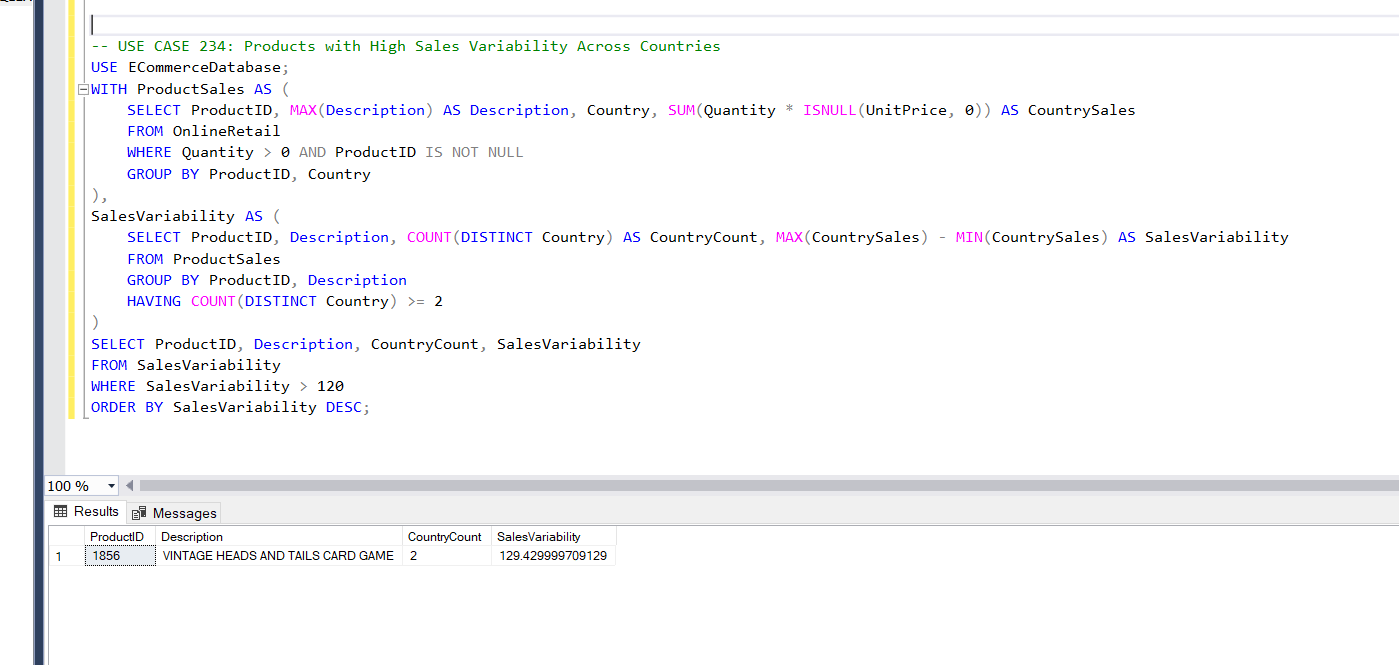 -- USE CASE 234: Products with High Sales Variability Across Countries
USE ECommerceDatabase;
WITH ProductSales AS (
    SELECT ProductID, MAX(Description) AS Description, Country, SUM(Quantity * ISNULL(UnitPrice, 0)) AS CountrySales
    FROM OnlineRetail
    WHERE Quantity > 0 AND ProductID IS NOT NULL
    GROUP BY ProductID, Country
),
SalesVariability AS (
    SELECT ProductID, Description, COUNT(DISTINCT Country) AS CountryCount, MAX(CountrySales) - MIN(CountrySales) AS SalesVariability
    FROM ProductSales
    GROUP BY ProductID, Description
    HAVING COUNT(DISTINCT Country) >= 2
)
SELECT ProductID, Description, CountryCount, SalesVariability
FROM SalesVariability
WHERE SalesVariability > 120
ORDER BY SalesVariability DESC;
100 %
Results Messages
ProductID Description CountryCount SalesVariability
1 1856 VINTAGE HEADS AND TAILS CARD GAME 2 129.429999709129